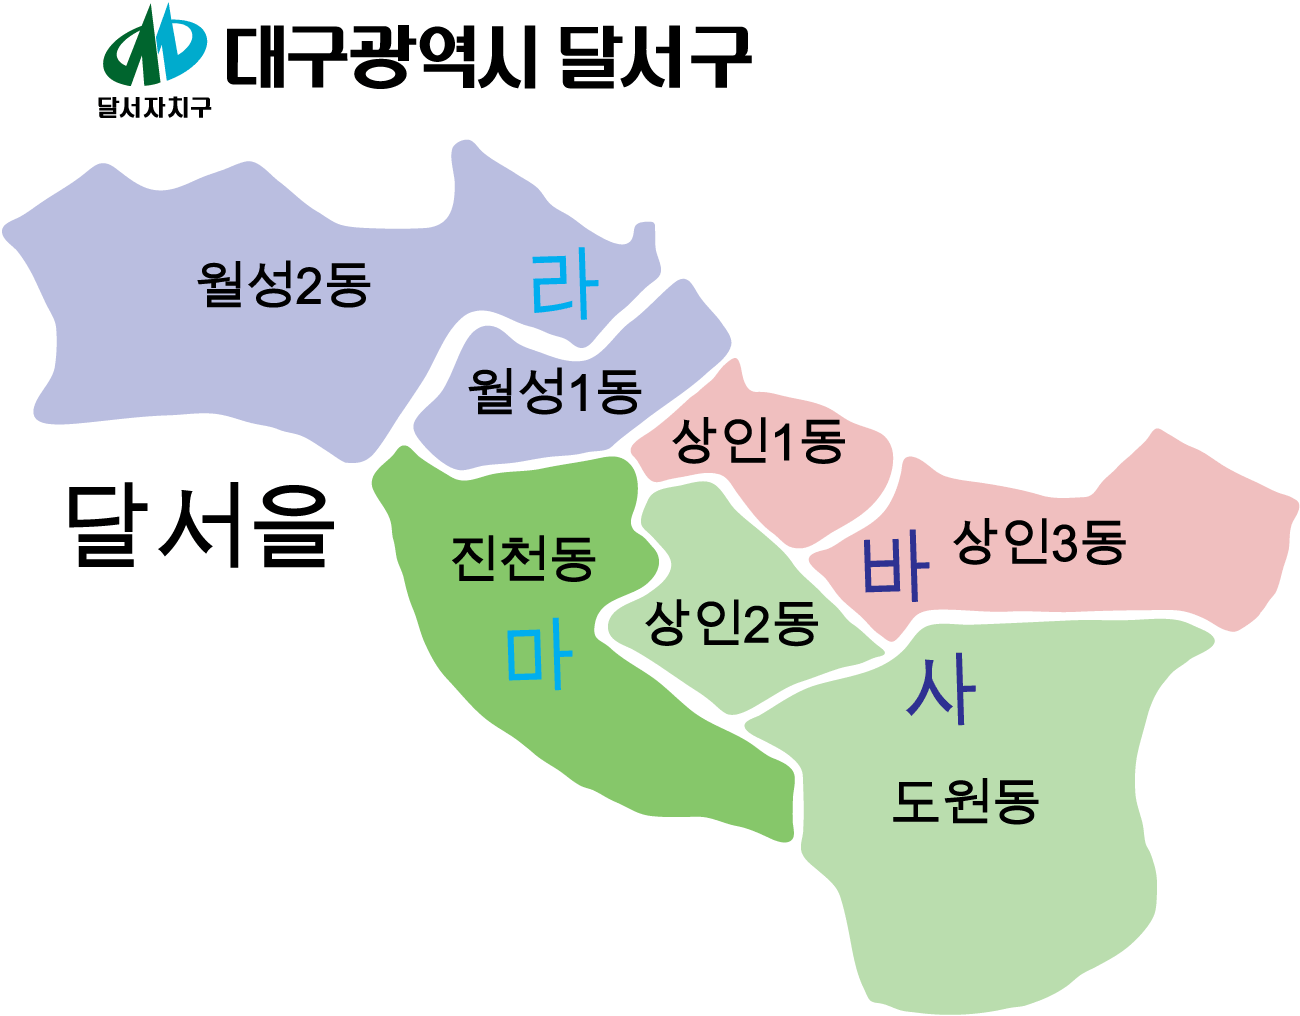 대구광역시 달서구
달서자치구
월성2동
라
월성1동
상인1동
달서을
진천동
바
상인3동
상인2동
마
사
도원동